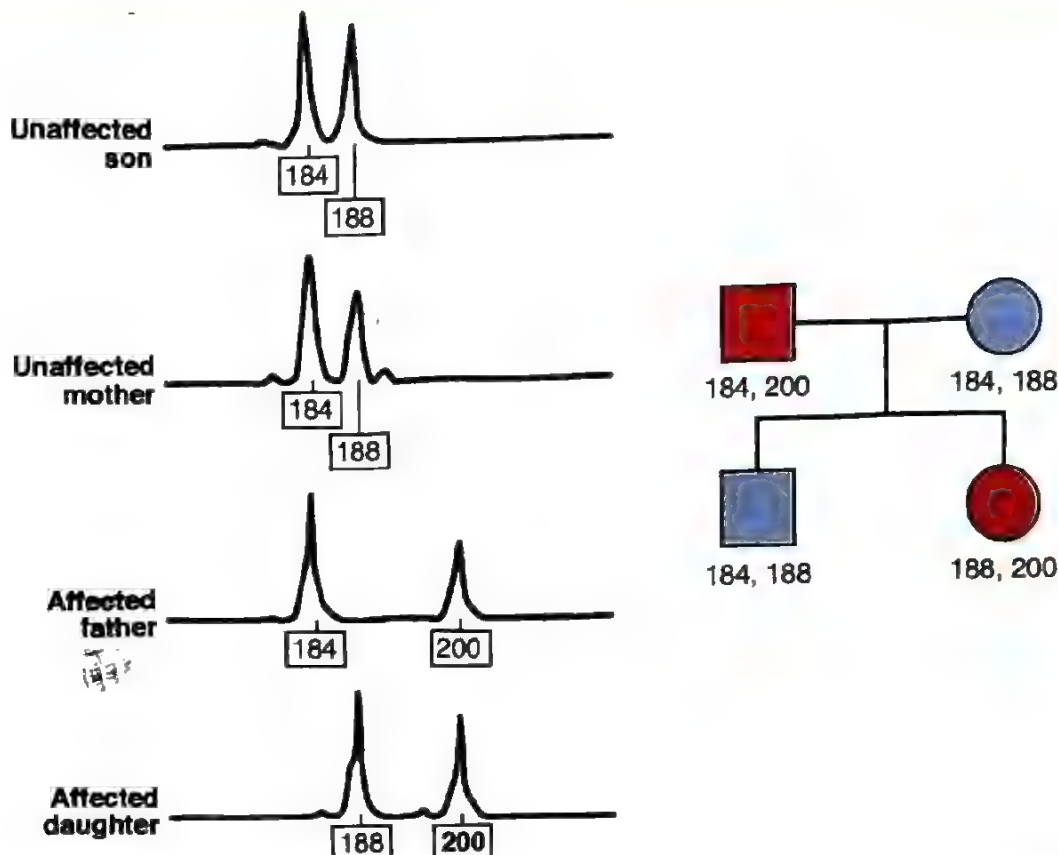 Unaffected
son
184
188
Unaffected
mother
184
188
Affected
father
184
200
Affected
daughter
188
200
184, 200
184, 188
184, 188
188, 200